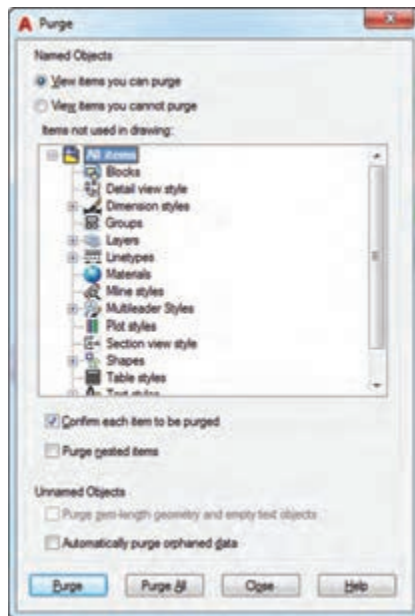 Purge
Named Objects
View items you can purge
View items you cannot purge
Items not used in drawing:
All items
Blocks
Detail view style
Dimension styles
Groups
Layers
Linetypes
Materials
Mline styles
Multileader Styles
Plot styles
Section view style
Shapes
Table styles
Text styles
Confirm each item to be purged
Purge nested items
Unnamed Objects
Purge zero-length geometry and empty text objects
Automatically purge orphaned data
Purge Purge All Close Help